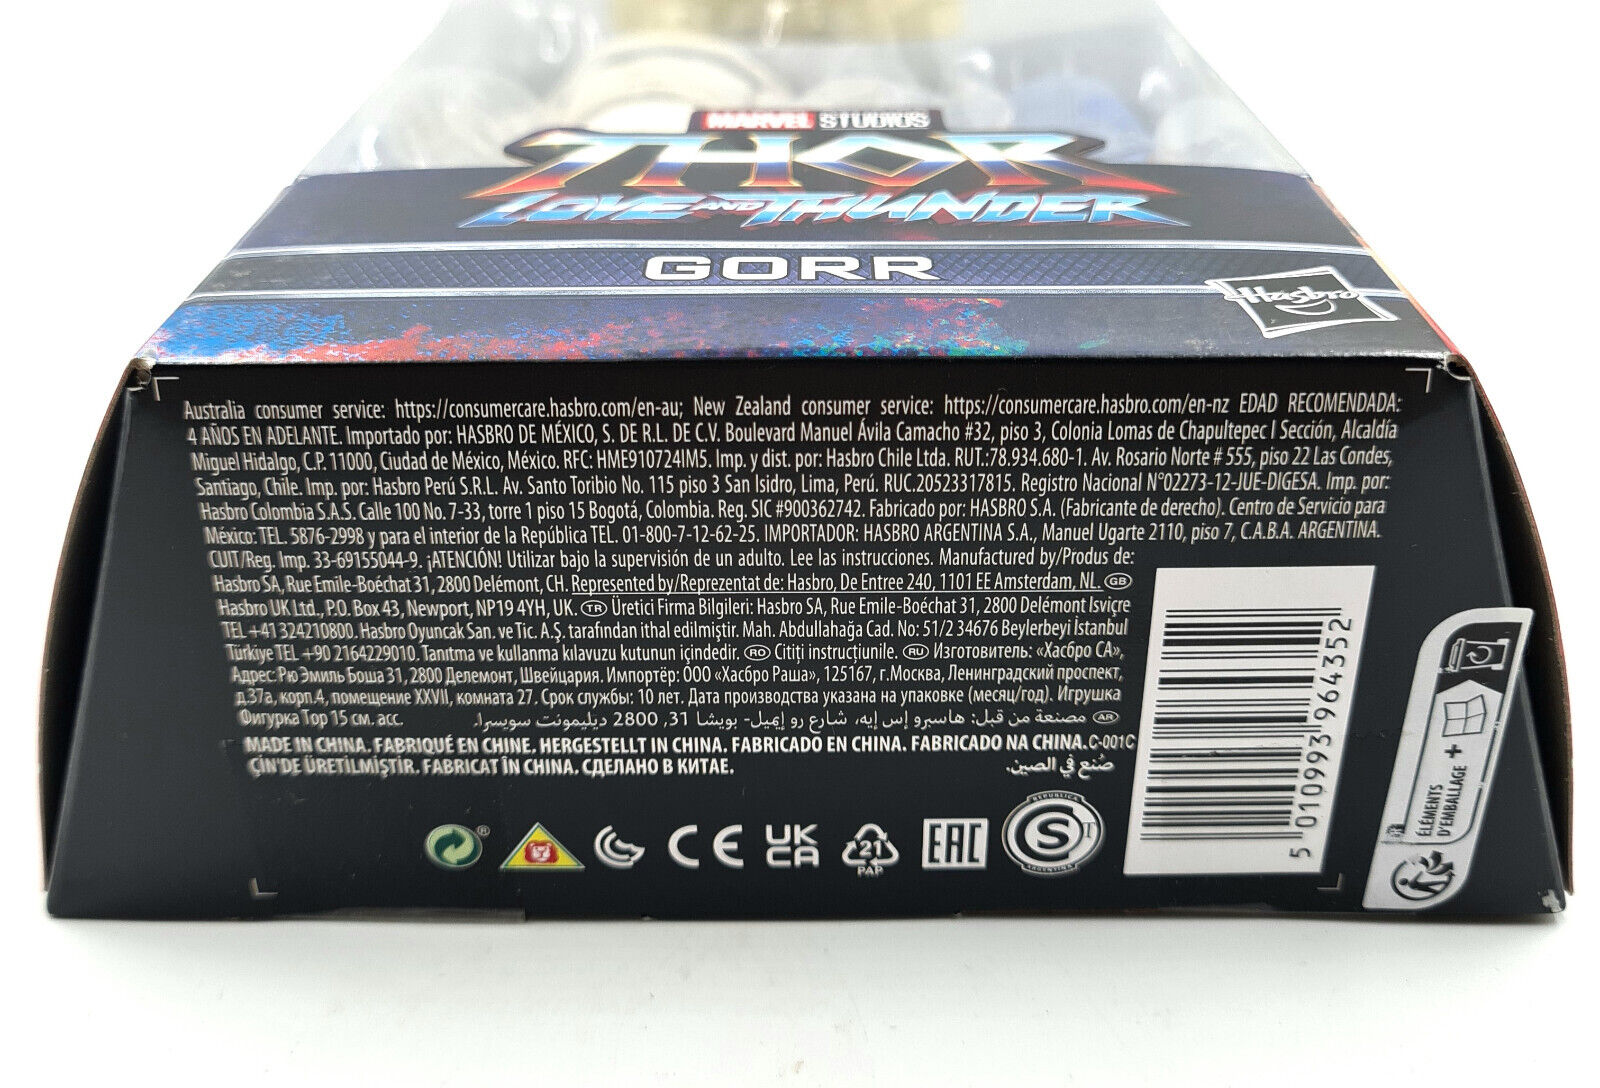 MARVEL STUDIOS
THOR
LOVE AND THUNDER
GORR
Hasbro
Australia consumer service: https://consumercare.hasbro.com/en-au; New Zealand consumer service: https://consumercare.hasbro.com/en-nz EDAD RECOMENDADA:
4 AÑOS EN ADELANTE. Importado por: HASBRO DE MÉXICO, S. DE R.L. DE C.V. Boulevard Manuel Ávila Camacho #32, piso 3, Colonia Lomas de Chapultepec I Sección, Alcaldía
Miguel Hidalgo, C.P. 11000, Ciudad de México, México. RFC: HME910724IM5. Imp. y dist. por: Hasbro Chile Ltda. RUT.:78.934.680-1. Av. Rosario Norte # 555, piso 22 Las Condes,
Santiago, Chile. Imp. por: Hasbro Perú S.R.L. Av. Santo Toribio No. 115 piso 3 San Isidro, Lima, Perú. RUC.20523317815. Registro Nacional N°02273-12-JUE-DIGESA. Imp. por:
Hasbro Colombia S.A.S. Calle 100 No. 7-33, torre 1 piso 15 Bogotá, Colombia. Reg. SIC #900362742. Fabricado por: HASBRO S.A. (Fabricante de derecho). Centro de Servicio para
México: TEL. 5876-2998 y para el interior de la República TEL. 01-800-7-12-62-25. IMPORTADOR: HASBRO ARGENTINA S.A., Manuel Ugarte 2110, piso 7, C.A.B.A. ARGENTINA.
CUIT/Reg. Imp. 33-69155044-9. ¡ATENCIÓN! Utilizar bajo la supervisión de un adulto. Lee las instrucciones. Manufactured by/Produs de:
Hasbro SA, Rue Emile-Boéchat 31, 2800 Delémont, CH. Represented by/Reprezentat de: Hasbro, De Entree 240, 1101 EE Amsterdam, NL. GB
Hasbro UK Ltd., P.O. Box 43, Newport, NP19 4YH, UK. TR Üretici Firma Bilgileri: Hasbro SA, Rue Emile-Boéchat 31, 2800 Delémont Isviçre
TEL +41 324210800. Hasbro Oyuncak San. ve Tic. A.Ş. tarafından ithal edilmiştir. Mah. Abdullahağa Cad. No: 51/2 34676 Beylerbeyi İstanbul
Türkiye TEL +90 2164229010. Tanıtma ve kullanma kılavuzu kutunun içindedir. RO Citiți instrucțiunile. RU Изготовитель: «Хасбро СА»,
Адрес: Рю Эмиль Боша 31, 2800 Делемонт, Швейцария. Импортёр: ООО «Хасбро Раша», 125167, г.Москва, Ленинградский проспект,
д.37а, корп.4, помещение XXVII, комната 27. Срок службы: 10 лет. Дата производства указана на упаковке (месяц/год). Игрушка
Фигурка Тор 15 см. асс. AR مصنعة من قبل: هاسبرو إس إيه، شارع رو إيميل- بويشا 31، 2800 ديليمونت سويسرا.
MADE IN CHINA. FABRIQUÉ EN CHINE. HERGESTELLT IN CHINA. FABRICADO EN CHINA. FABRICADO NA CHINA. C-001C
ÇİN'DE ÜRETİLMİŞTİR. FABRICAT ÎN CHINA. СДЕЛАНО В КИТАЕ. صُنع في الصين.
® CE UK CA 21 PAP EAC REPUBLICA S ARGENTINA
5 010993 964352
ÉLÉMENTS
D'EMBALLAGE +
FR